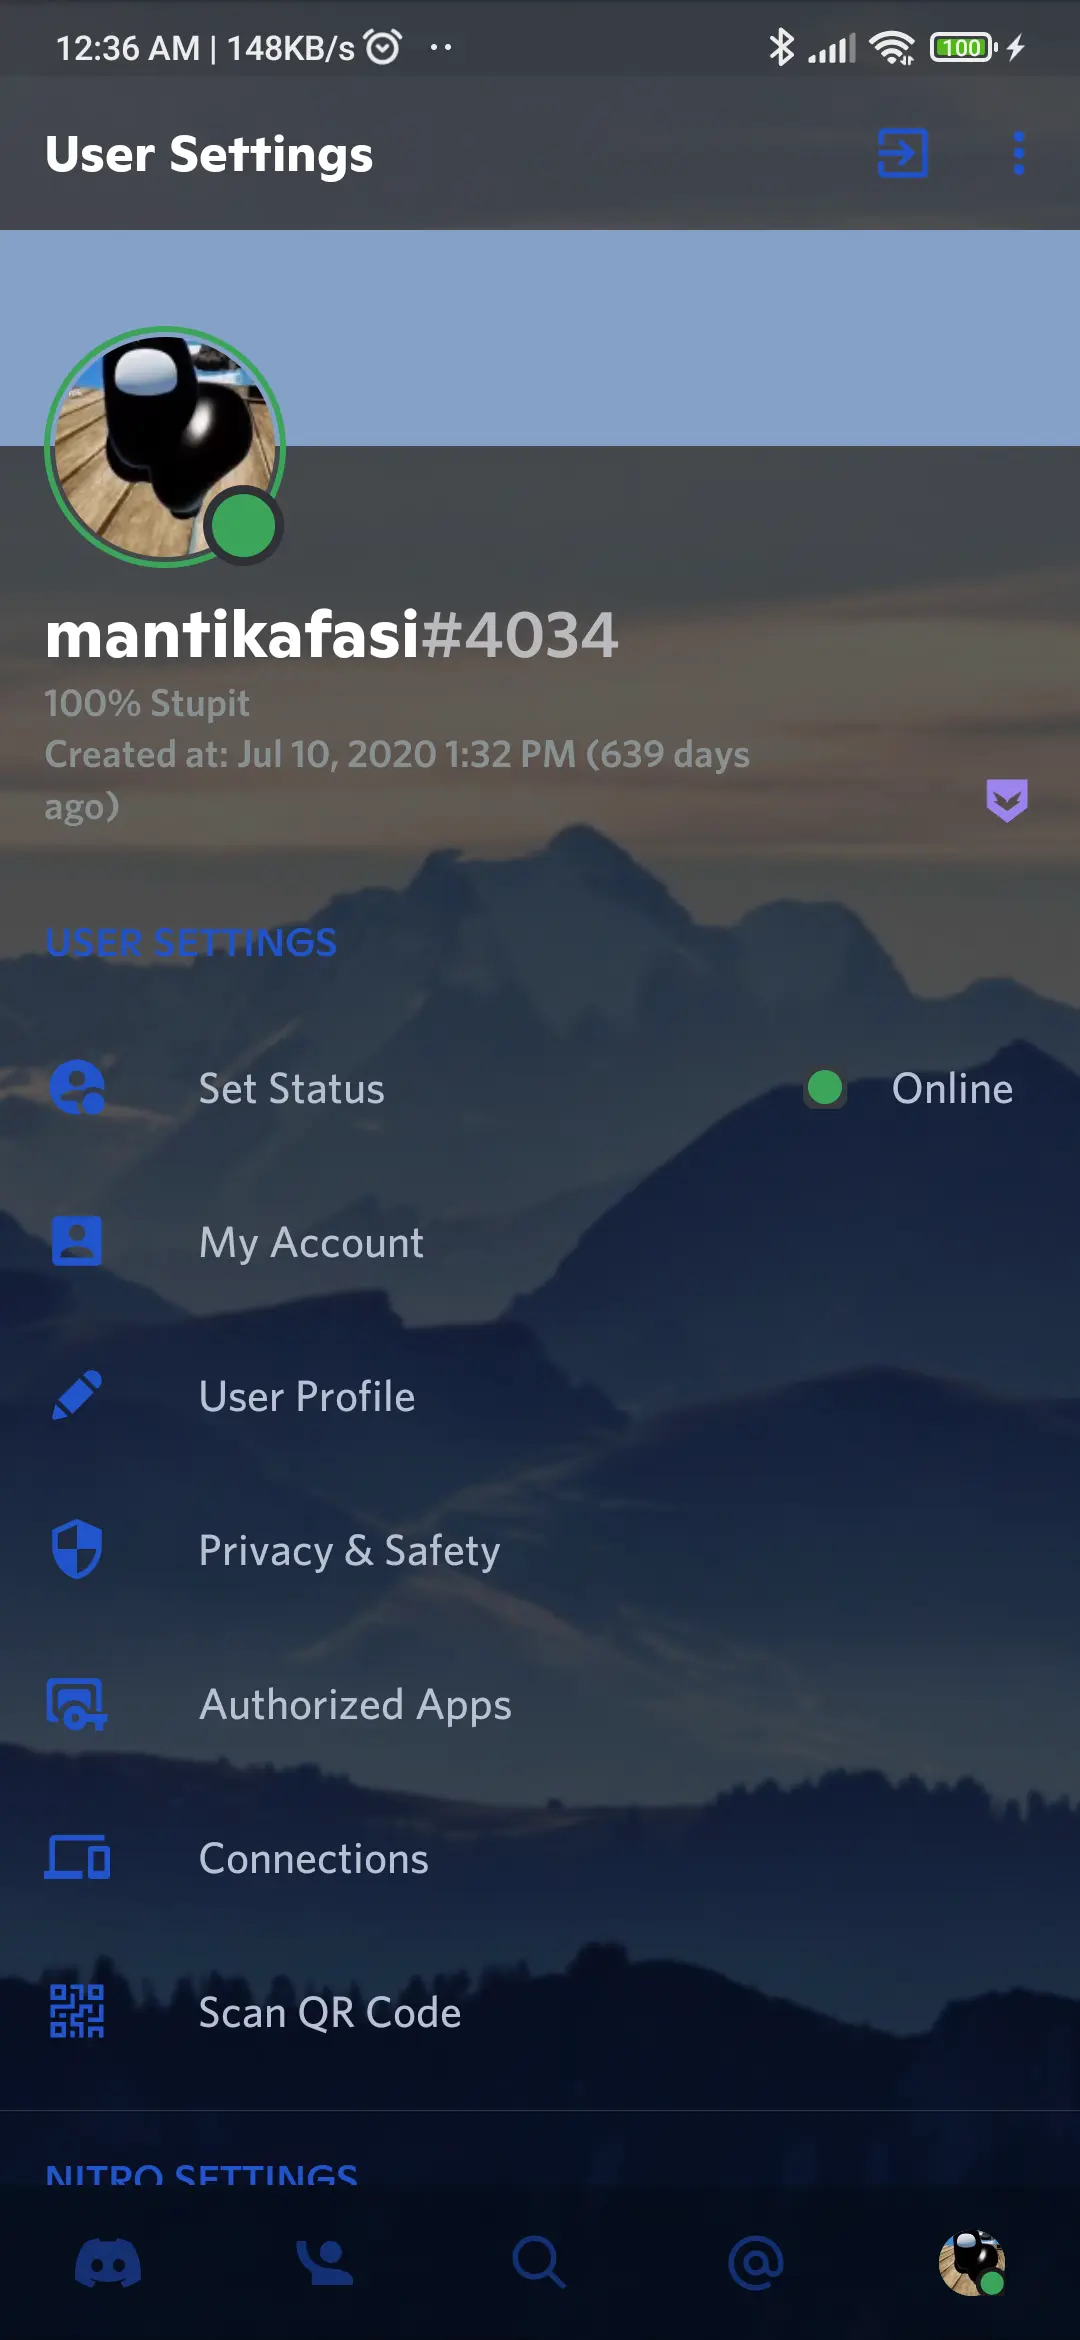 12:36 AM | 148KB/s
100
User Settings
mantikafasi#4034
100% Stupit
Created at: Jul 10, 2020 1:32 PM (639 days
ago)
USER SETTINGS
Set Status
Online
My Account
User Profile
Privacy & Safety
Authorized Apps
Connections
Scan QR Code
NITRO SETTINGS